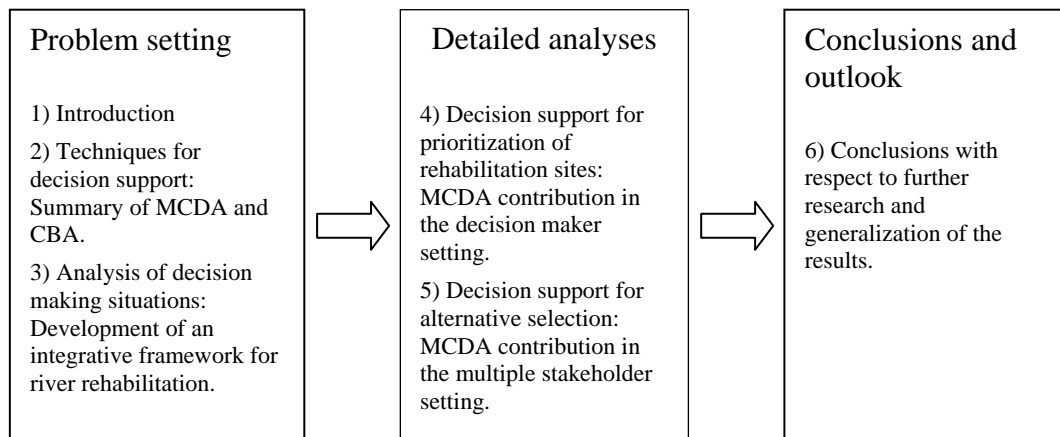 Problem setting
1) Introduction
2) Techniques for
decision support:
Summary of MCDA and
CBA.
3) Analysis of decision
making situations:
Development of an
integrative framework for
river rehabilitation.
Detailed analyses
4) Decision support for
prioritization of
rehabilitation sites:
MCDA contribution in
the decision maker
setting.
5) Decision support for
alternative selection:
MCDA contribution in
the multiple stakeholder
setting.
Conclusions and
outlook
6) Conclusions with
respect to further
research and
generalization of the
results.